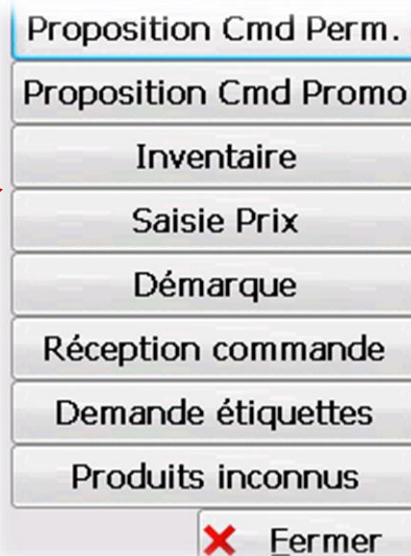 Proposition Cmd Perm.
Proposition Cmd Promo
Inventaire
Saisie Prix
Démarque
Réception commande
Demande étiquettes
Produits inconnus
Fermer